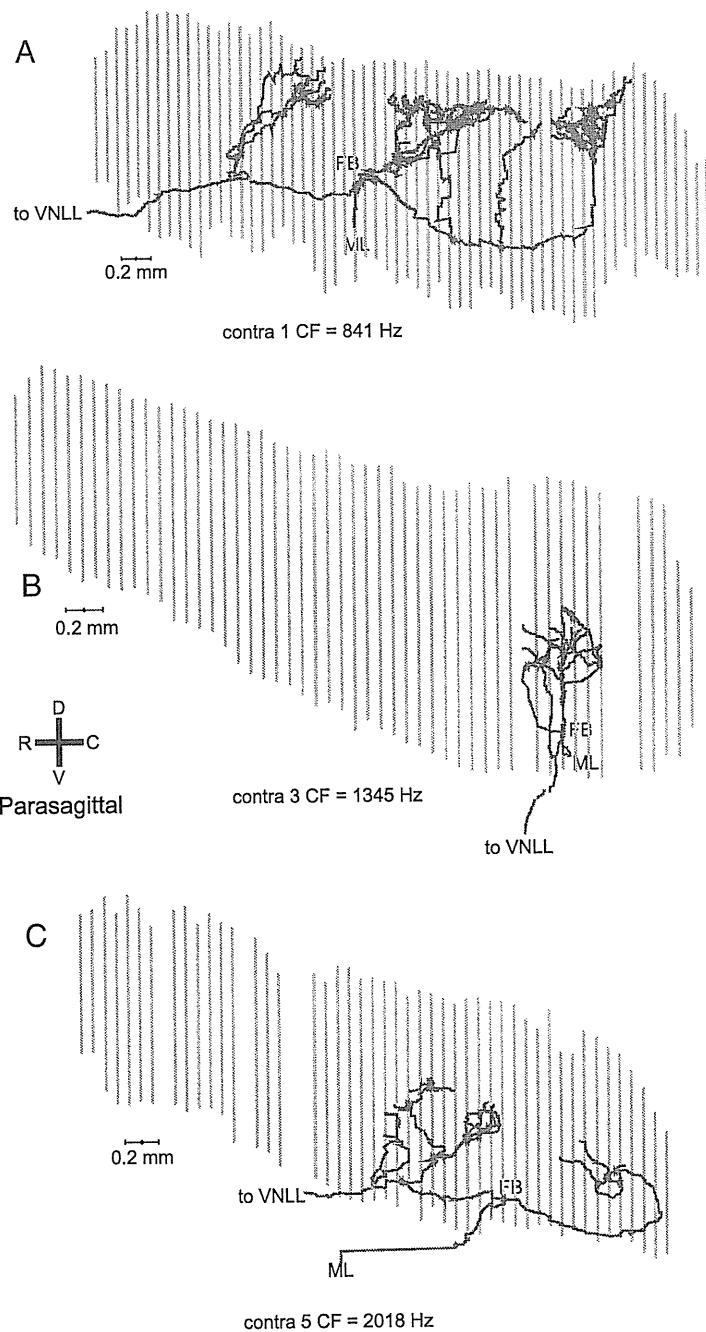 A
FB
to VNLL
ML
0.2 mm
contra 1 CF = 841 Hz
B
0.2 mm
D
R C
V
Parasagittal
FB
ML
contra 3 CF = 1345 Hz
to VNLL
C
0.2 mm
to VNLL
FB
ML
contra 5 CF = 2018 Hz